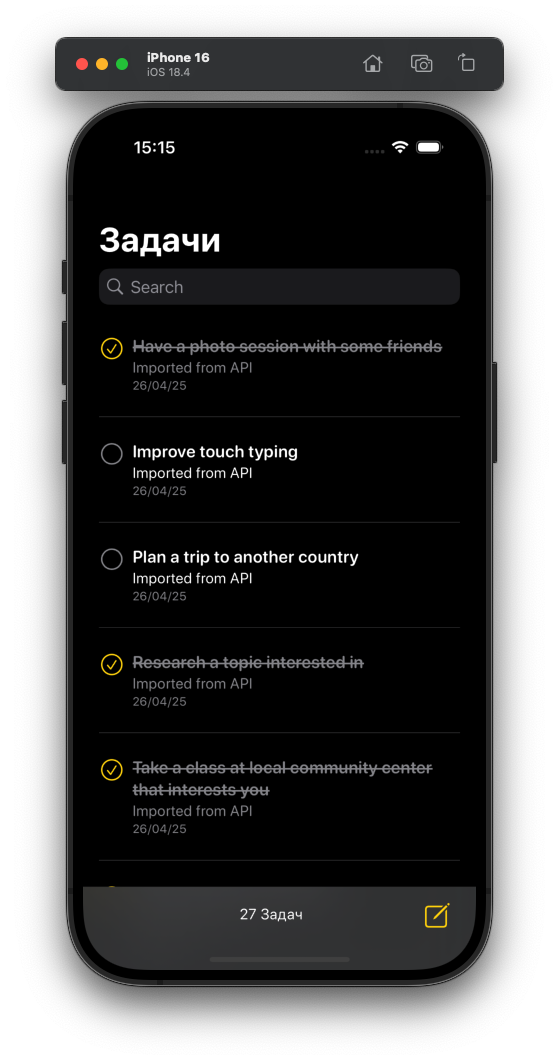 iPhone 16
iOS 18.4
15:15
Задачи
Search
Have a photo session with some friends
Imported from API
26/04/25
Improve touch typing
Imported from API
26/04/25
Plan a trip to another country
Imported from API
26/04/25
Research a topic interested in
Imported from API
26/04/25
Take a class at local community center
that interests you
Imported from API
26/04/25
27 Задач